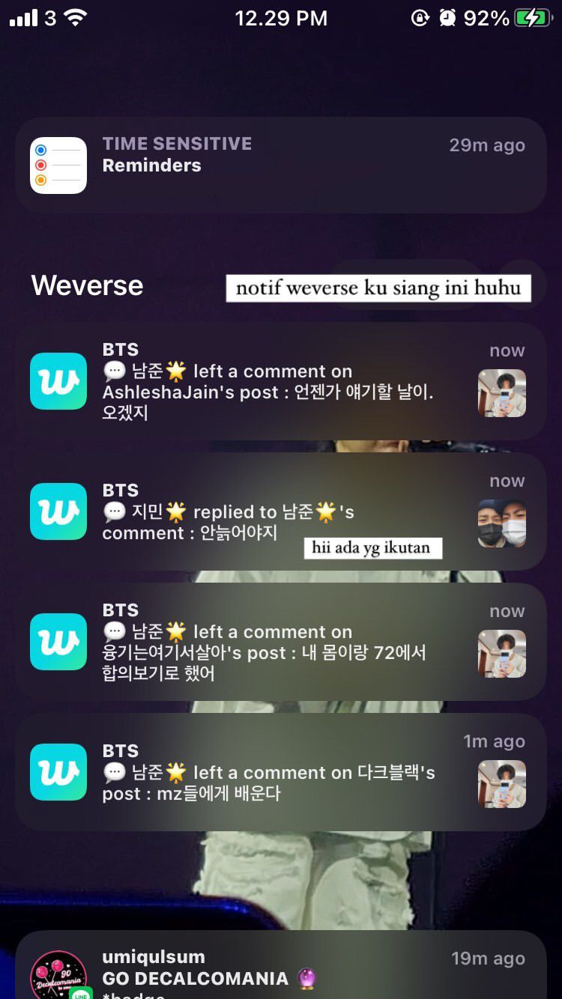 3 12.29 PM 92%
TIME SENSITIVE 29m ago
Reminders
Weverse
notif weverse ku siang ini huhu
BTS now
💬 남준🌟 left a comment on
AshleshaJain's post : 언젠가 얘기할 날이.
오겠지
BTS now
💬 지민🌟 replied to 남준🌟's
comment : 안늙어야지
hii ada yg ikutan
BTS now
💬 남준🌟 left a comment on
융기는여기서살아's post : 내 몸이랑 72에서
합의보기로 했어
BTS 1m ago
💬 남준🌟 left a comment on 다크블랙's
post : mz들에게 배운다
umiqulsum 19m ago
GO DECALCOMANIA 🔮
*badge
GO
Decalcomania
LINE